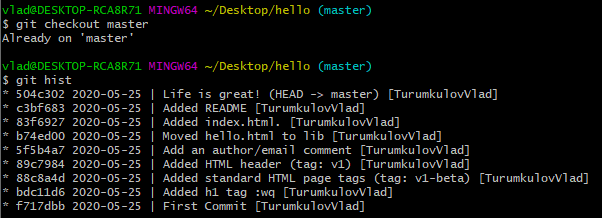 vlad@DESKTOP-RCA8R71 MINGW64 ~/Desktop/hello (master)
$ git checkout master
Already on 'master'
vlad@DESKTOP-RCA8R71 MINGW64 ~/Desktop/hello (master)
$ git hist
* 504c302 2020-05-25 | Life is great! (HEAD -> master) [TurumkulovVlad]
* c3bf683 2020-05-25 | Added README [TurumkulovVlad]
* 83f6927 2020-05-25 | Added index.html. [TurumkulovVlad]
* b74ed00 2020-05-25 | Moved hello.html to lib [TurumkulovVlad]
* 5f5b4a7 2020-05-25 | Add an author/email comment [TurumkulovVlad]
* 89c7984 2020-05-25 | Added HTML header (tag: v1) [TurumkulovVlad]
* 88c8a4d 2020-05-25 | Added standard HTML page tags (tag: v1-beta) [TurumkulovVlad]
* bdc11d6 2020-05-25 | Added h1 tag :wq [TurumkulovVlad]
* f717dbb 2020-05-25 | First Commit [TurumkulovVlad]